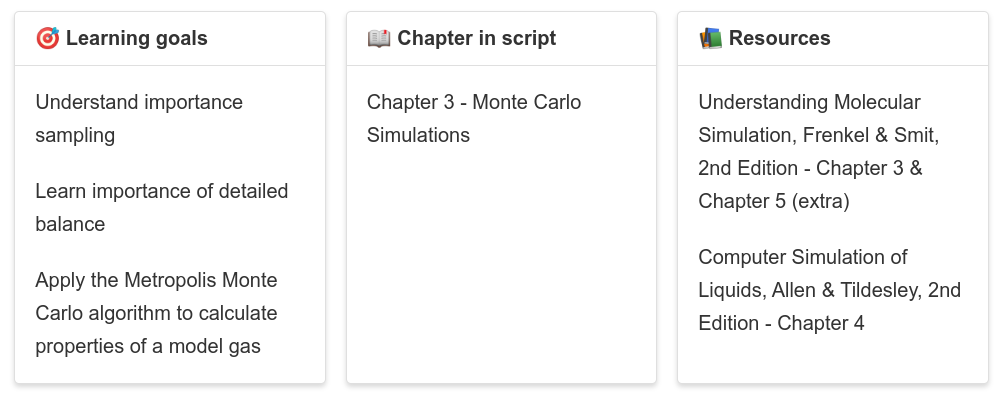 Learning goals
Understand importance
sampling
Learn importance of detailed
balance
Apply the Metropolis Monte
Carlo algorithm to calculate
properties of a model gas
Chapter in script
Chapter 3 - Monte Carlo
Simulations
Resources
Understanding Molecular
Simulation, Frenkel & Smit,
2nd Edition - Chapter 3 &
Chapter 5 (extra)
Computer Simulation of
Liquids, Allen & Tildesley, 2nd
Edition - Chapter 4